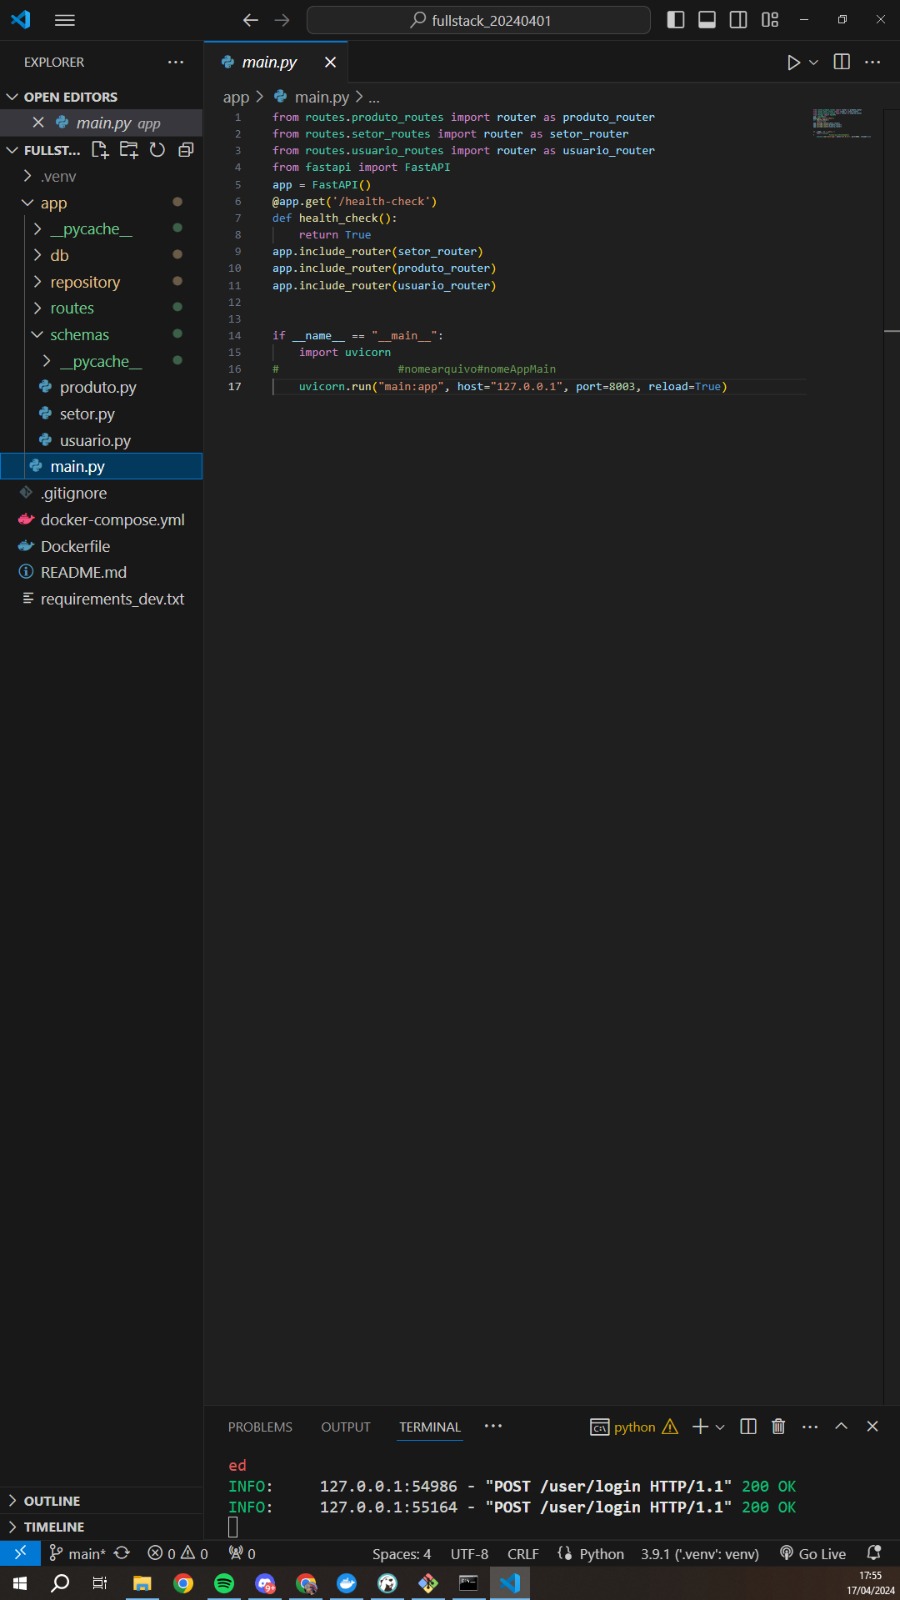 fullstack_20240401
EXPLORER
main.py
OPEN EDITORS
main.py app
FULLST...
.venv
app
__pycache__
db
repository
routes
schemas
__pycache__
produto.py
setor.py
usuario.py
main.py
.gitignore
docker-compose.yml
Dockerfile
README.md
requirements_dev.txt
OUTLINE
TIMELINE
app > main.py > ...
1 from routes.produto_routes import router as produto_router
2 from routes.setor_routes import router as setor_router
3 from routes.usuario_routes import router as usuario_router
4 from fastapi import FastAPI
5 app = FastAPI()
6 @app.get('/health-check')
7 def health_check():
8 return True
9 app.include_router(setor_router)
10 app.include_router(produto_router)
11 app.include_router(usuario_router)
12
13
14 if __name__ == "__main__":
15 import uvicorn
16 # #nomearquivo#nomeAppMain
17 uvicorn.run("main:app", host="127.0.0.1", port=8003, reload=True)
PROBLEMS OUTPUT TERMINAL ... python
ed
INFO: 127.0.0.1:54986 - "POST /user/login HTTP/1.1" 200 OK
INFO: 127.0.0.1:55164 - "POST /user/login HTTP/1.1" 200 OK
main* 0 0 0 Spaces: 4 UTF-8 CRLF Python 3.9.1 ('.venv': venv) Go Live
17:55
17/04/2024